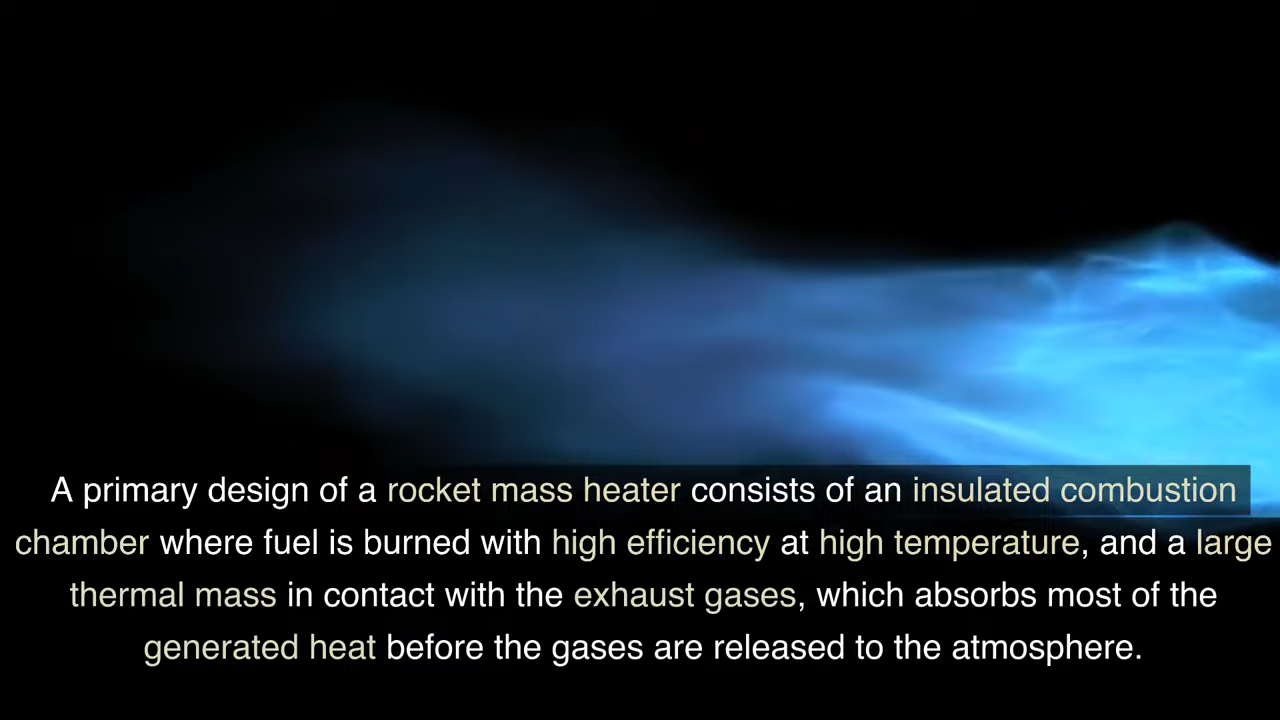 A primary design of a rocket mass heater consists of an insulated combustion
chamber where fuel is burned with high efficiency at high temperature, and a large
thermal mass in contact with the exhaust gases, which absorbs most of the
generated heat before the gases are released to the atmosphere.